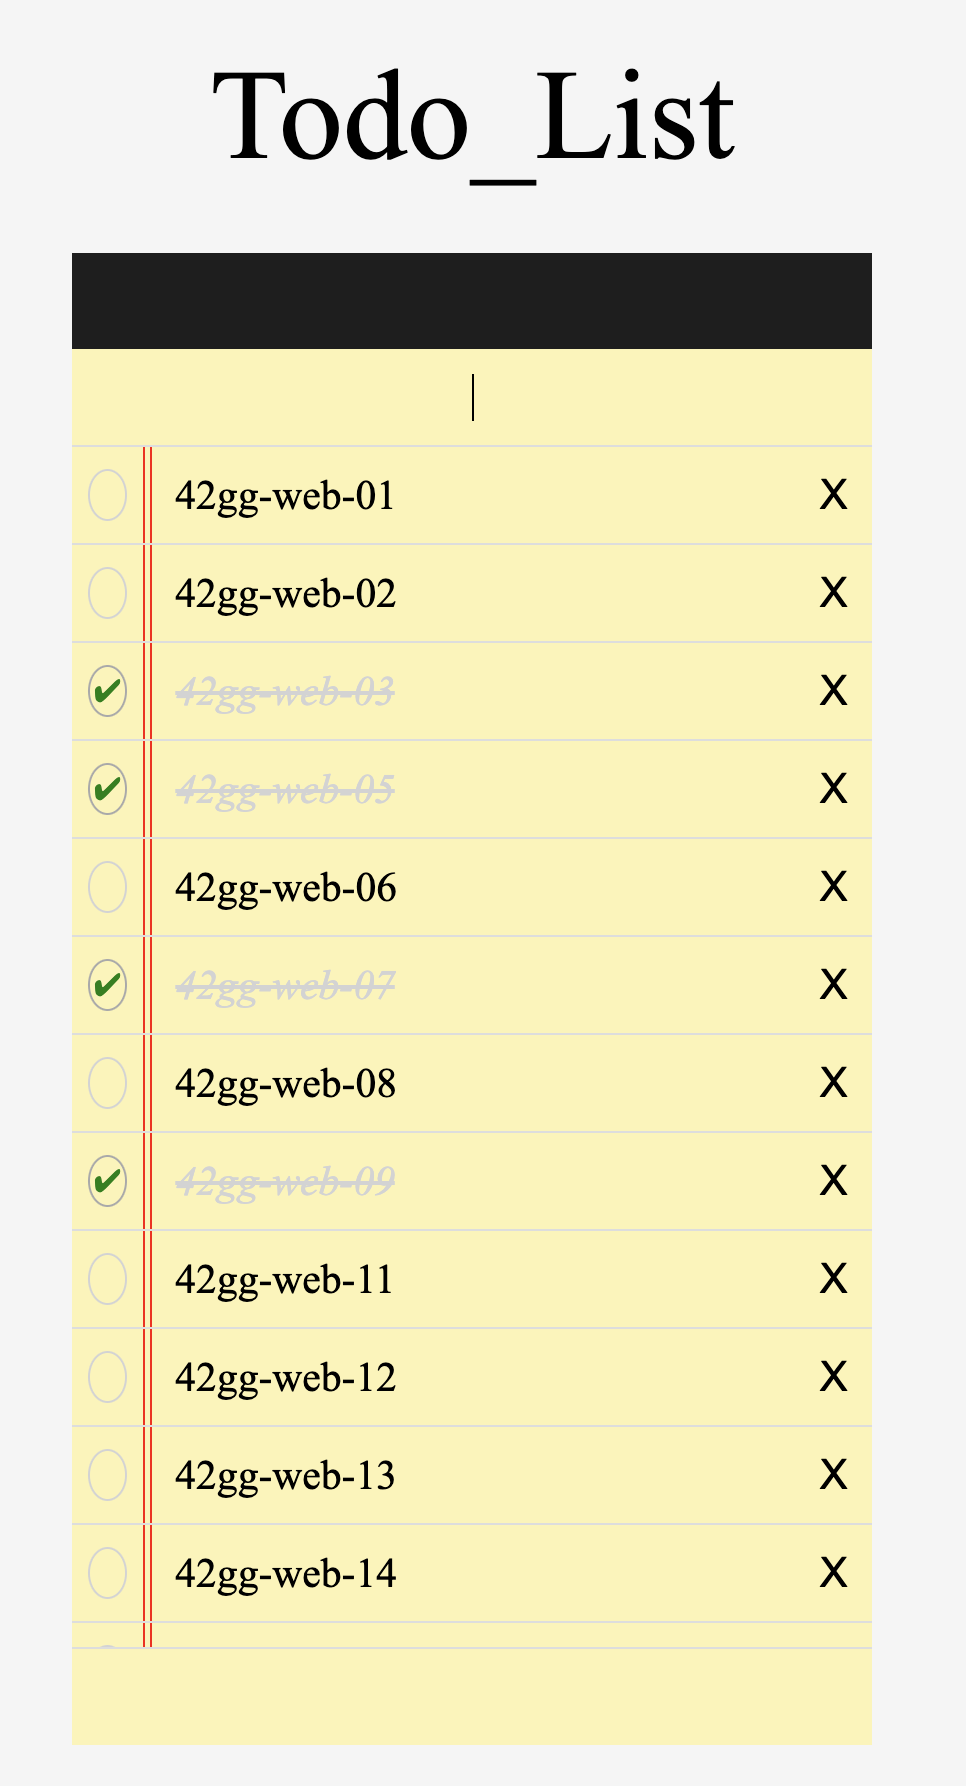 Todo_List
42gg-web-01 X
42gg-web-02 X
✔ 42gg-web-03 X
✔ 42gg-web-05 X
42gg-web-06 X
✔ 42gg-web-07 X
42gg-web-08 X
✔ 42gg-web-09 X
42gg-web-11 X
42gg-web-12 X
42gg-web-13 X
42gg-web-14 X